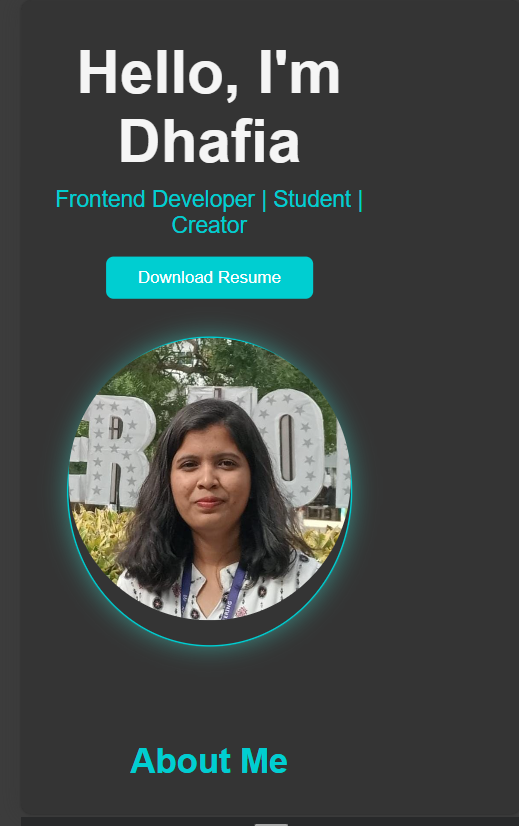 Hello, I'm
Dhafia
Frontend Developer | Student |
Creator
Download Resume
R
O
About Me